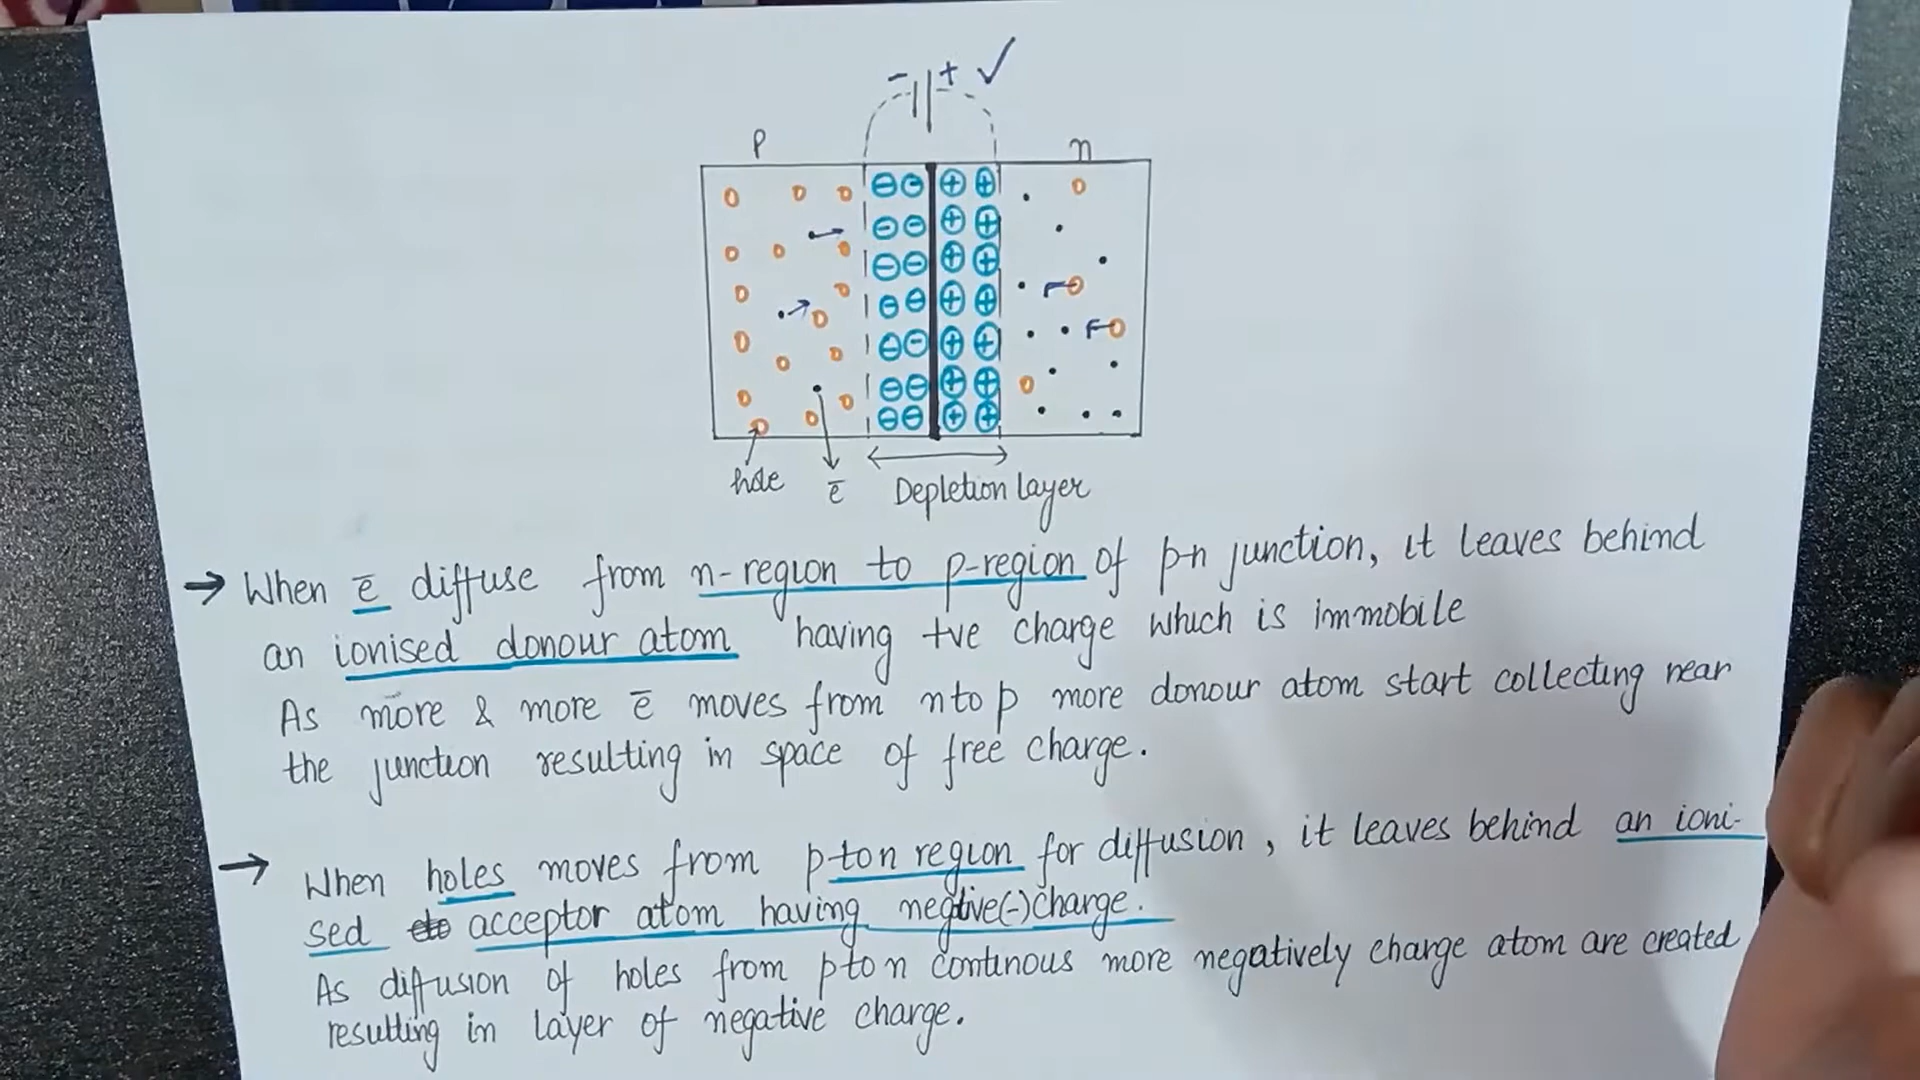 - +
p n
hole ē Depletion layer
→ When ē diffuse from n-region to p-region of p-n junction, it leaves behind
an ionised donour atom having +ve charge which is immobile
As more & more ē moves from n to p more donour atom start collecting near
the junction resulting in space of free charge.
→ When holes moves from p to n region for diffusion, it leaves behind an ioni-
sed acceptor atom having negtive(-) charge.
As diffusion of holes from p to n continous more negatively charge atom are created
resulting in layer of negative charge.